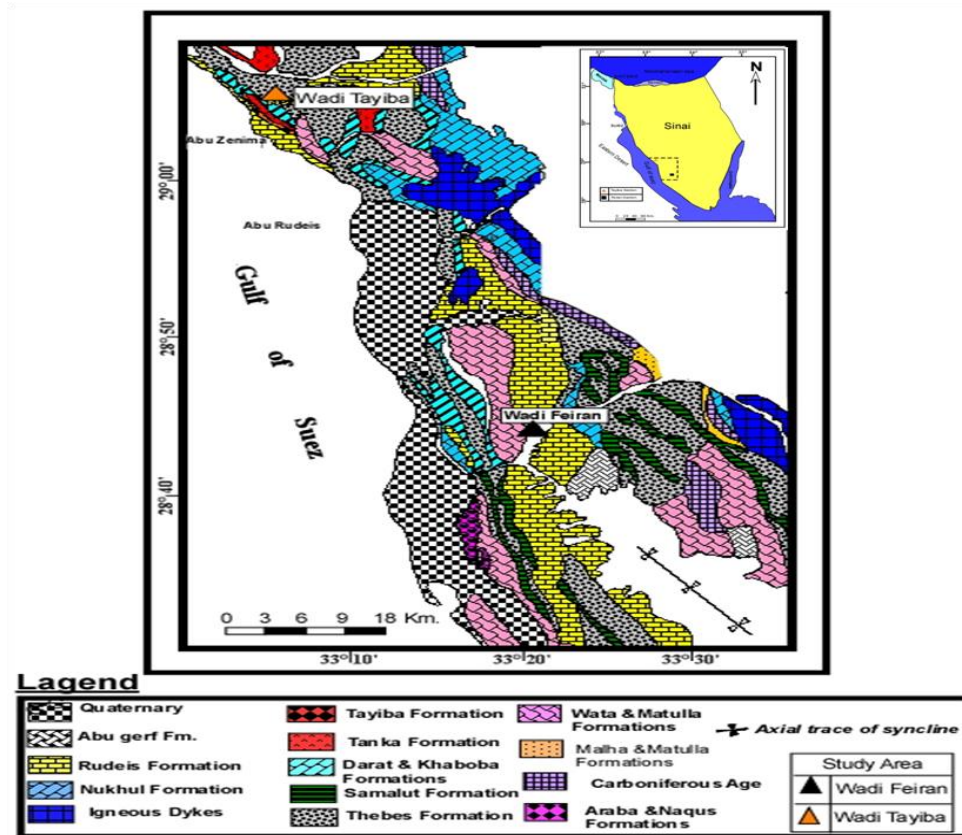 N
Sinai
Wadi Tayiba
Abu Zenima
29°00'
Abu Rudeis
Gulf
of
Suez
28°50'
Wadi Feiran
28°40'
0 3 6 9 12 18 Km.
33°10' 33°20' 33°30'
Lagend
Quaternary
Abu gerf Fm.
Rudeis Formation
Nukhul Formation
Igneous Dykes
Tayiba Formation
Tanka Formation
Darat & Khaboba
Formations
Samalut Formation
Thebes Formation
Wata & Matulla
Formations
Malha & Matulla
Formations
Carboniferous Age
Araba & Naqus
Formations
Axial trace of syncline
Study Area
Wadi Feiran
Wadi Tayiba